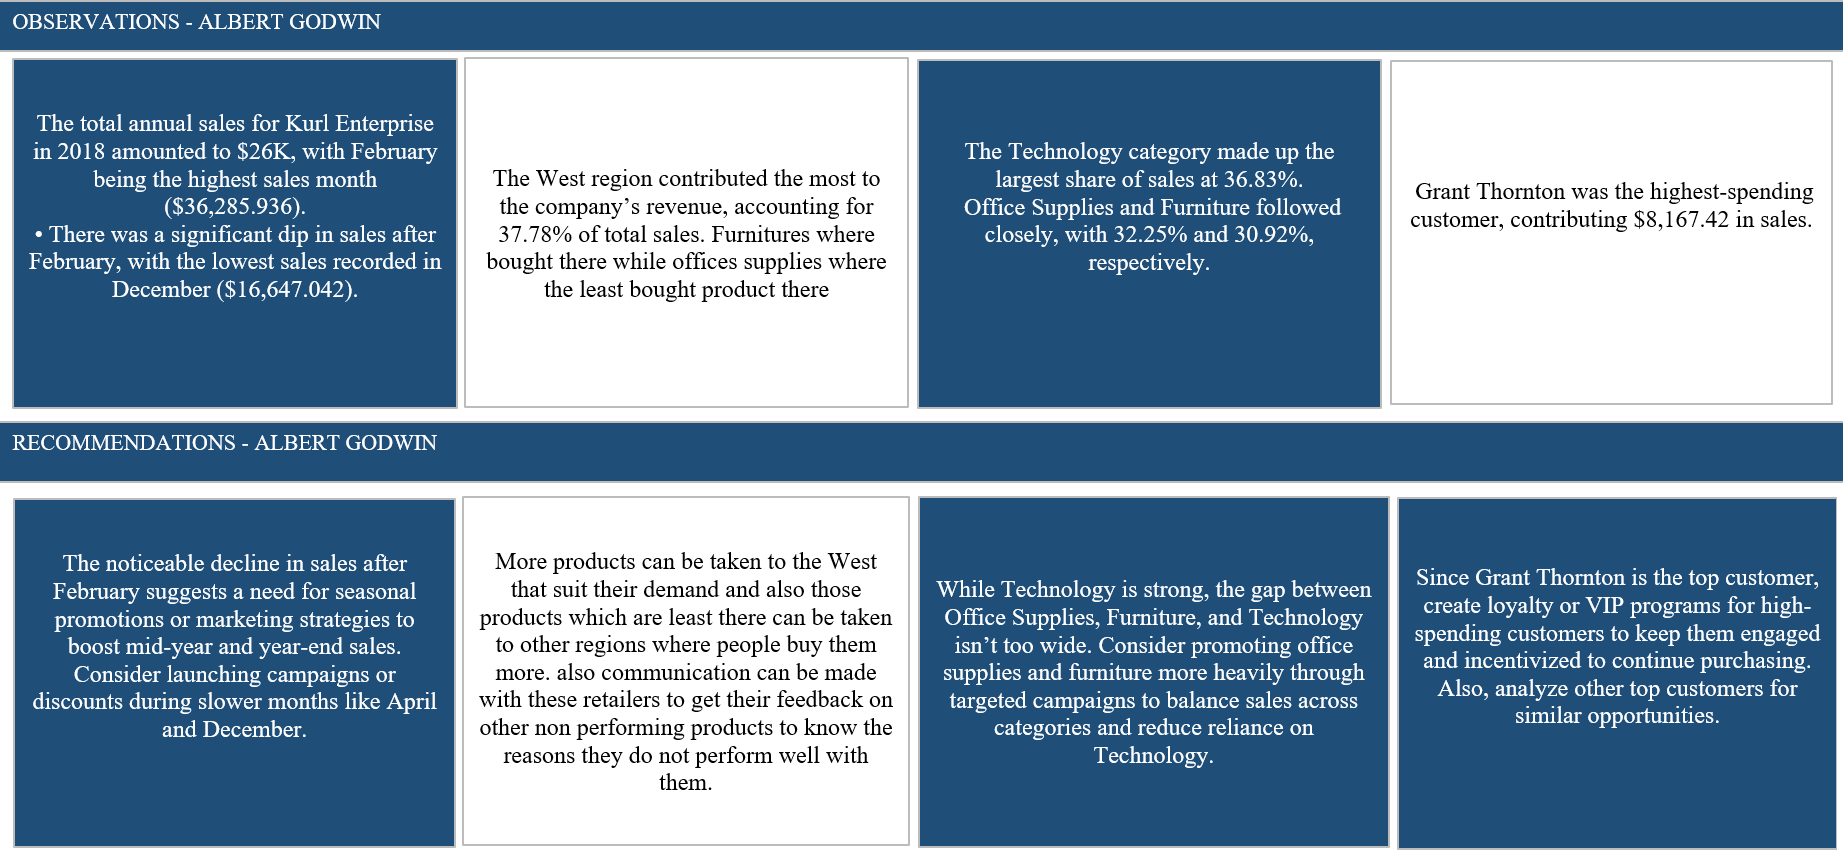 OBSERVATIONS - ALBERT GODWIN
The total annual sales for Kurl Enterprise
in 2018 amounted to $26K, with February
being the highest sales month
($36,285.936).
• There was a significant dip in sales after
February, with the lowest sales recorded in
December ($16,647.042).
The West region contributed the most to
the company’s revenue, accounting for
37.78% of total sales. Furnitures where
bought there while offices supplies where
the least bought product there
The Technology category made up the
largest share of sales at 36.83%.
Office Supplies and Furniture followed
closely, with 32.25% and 30.92%,
respectively.
Grant Thornton was the highest-spending
customer, contributing $8,167.42 in sales.
RECOMMENDATIONS - ALBERT GODWIN
The noticeable decline in sales after
February suggests a need for seasonal
promotions or marketing strategies to
boost mid-year and year-end sales.
Consider launching campaigns or
discounts during slower months like April
and December.
More products can be taken to the West
that suit their demand and also those
products which are least there can be taken
to other regions where people buy them
more. also communication can be made
with these retailers to get their feedback on
other non performing products to know the
reasons they do not perform well with
them.
While Technology is strong, the gap between
Office Supplies, Furniture, and Technology
isn’t too wide. Consider promoting office
supplies and furniture more heavily through
targeted campaigns to balance sales across
categories and reduce reliance on
Technology.
Since Grant Thornton is the top customer,
create loyalty or VIP programs for high-
spending customers to keep them engaged
and incentivized to continue purchasing.
Also, analyze other top customers for
similar opportunities.